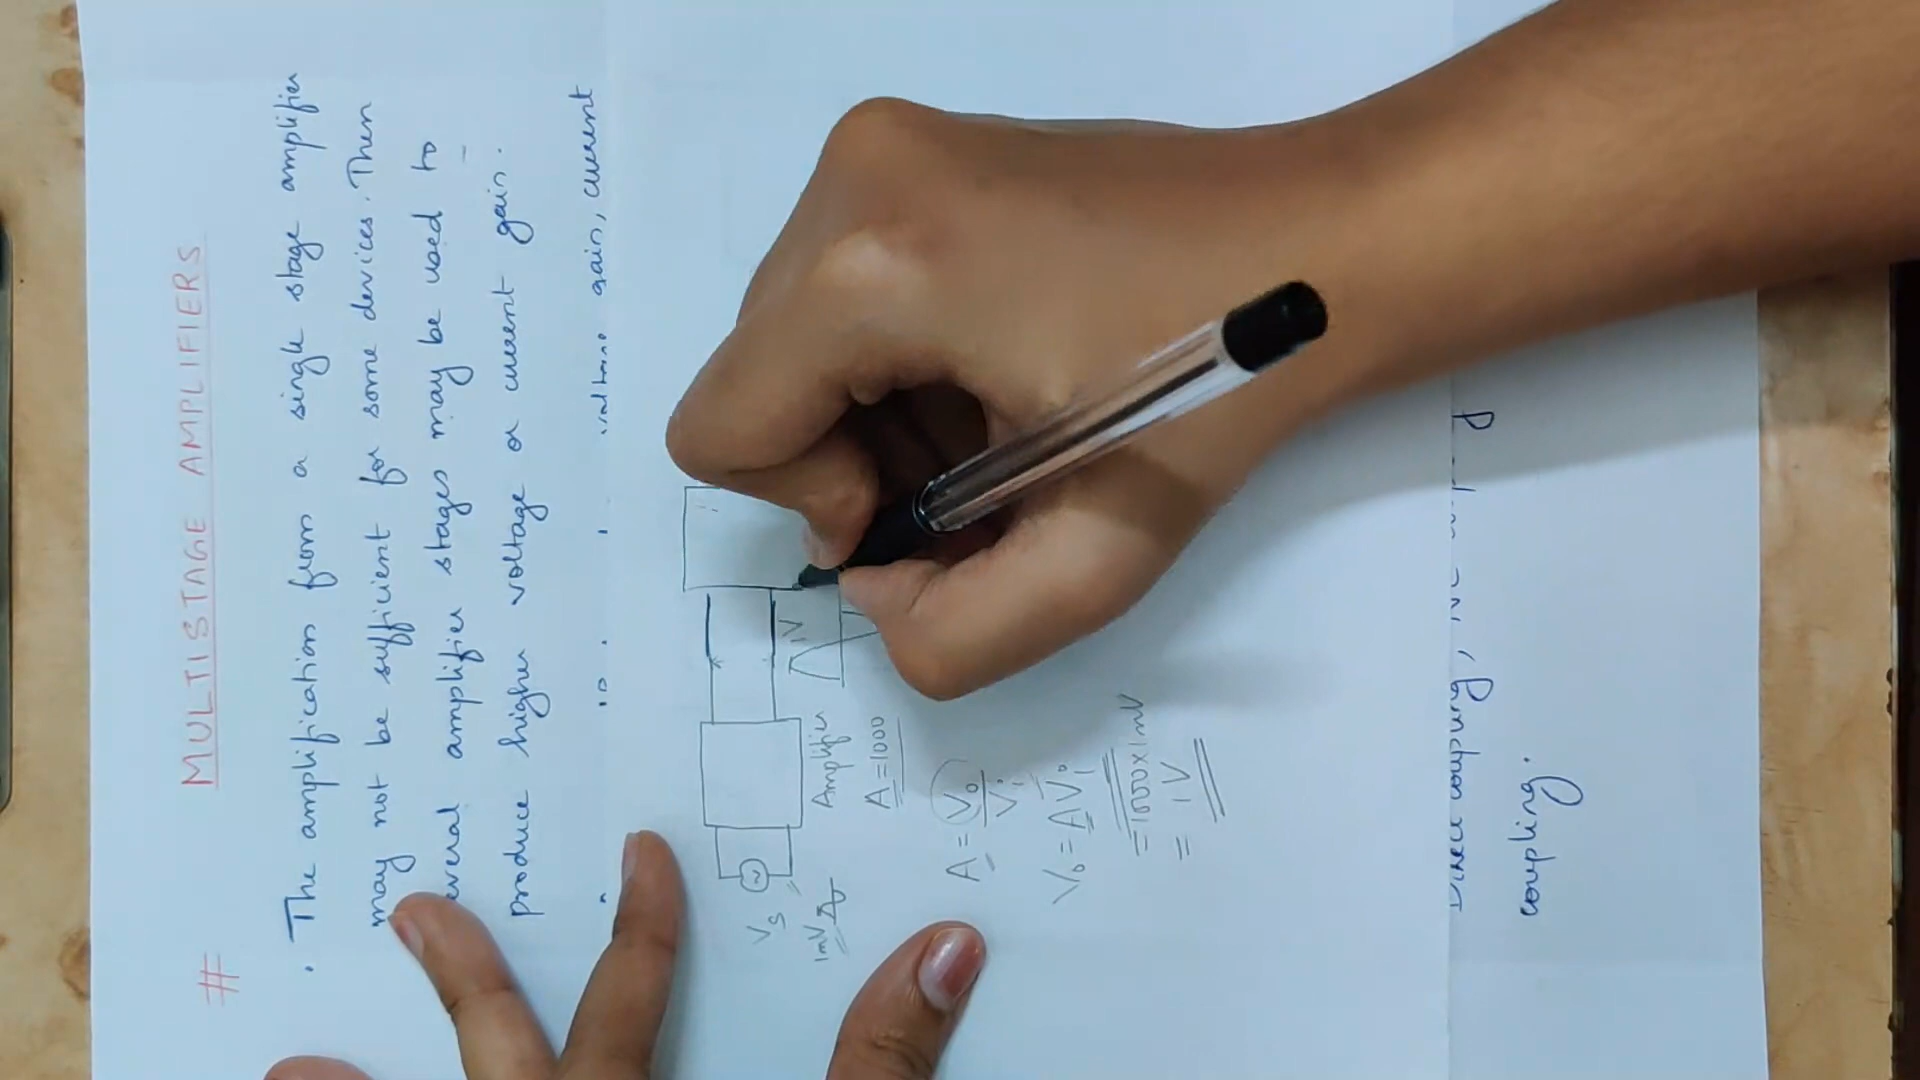 # MULTISTAGE AMPLIFIERS
. The amplification from a single stage amplifier
may not be sufficient for some devices. Then
everal amplifier stages may be used to
produce higher voltage or current gain.
gain, current
Vs
1mV
Amplifier
A=1000
1V
A = Vo/Vi
Vo = AVi
=1000x1mV
= 1V
coupling,
coupling.